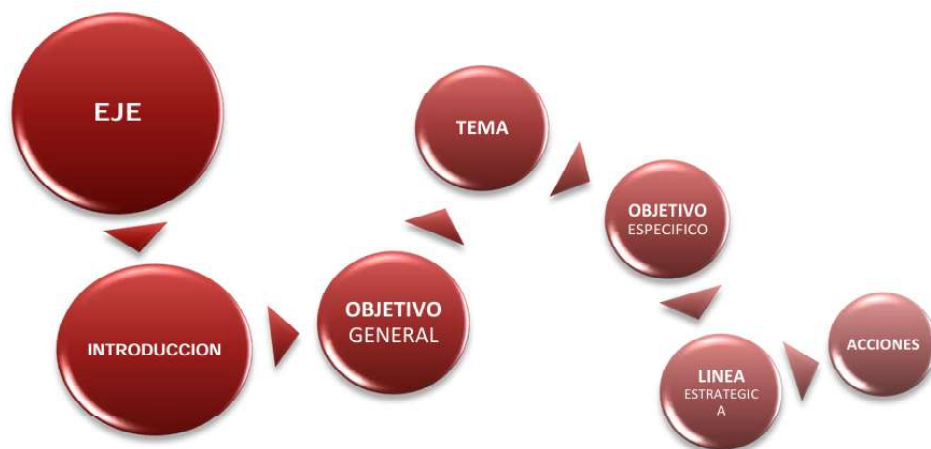 EJE
INTRODUCCION
OBJETIVO
GENERAL
TEMA
OBJETIVO
ESPECIFICO
LINEA
ESTRATEGIC
A
ACCIONES